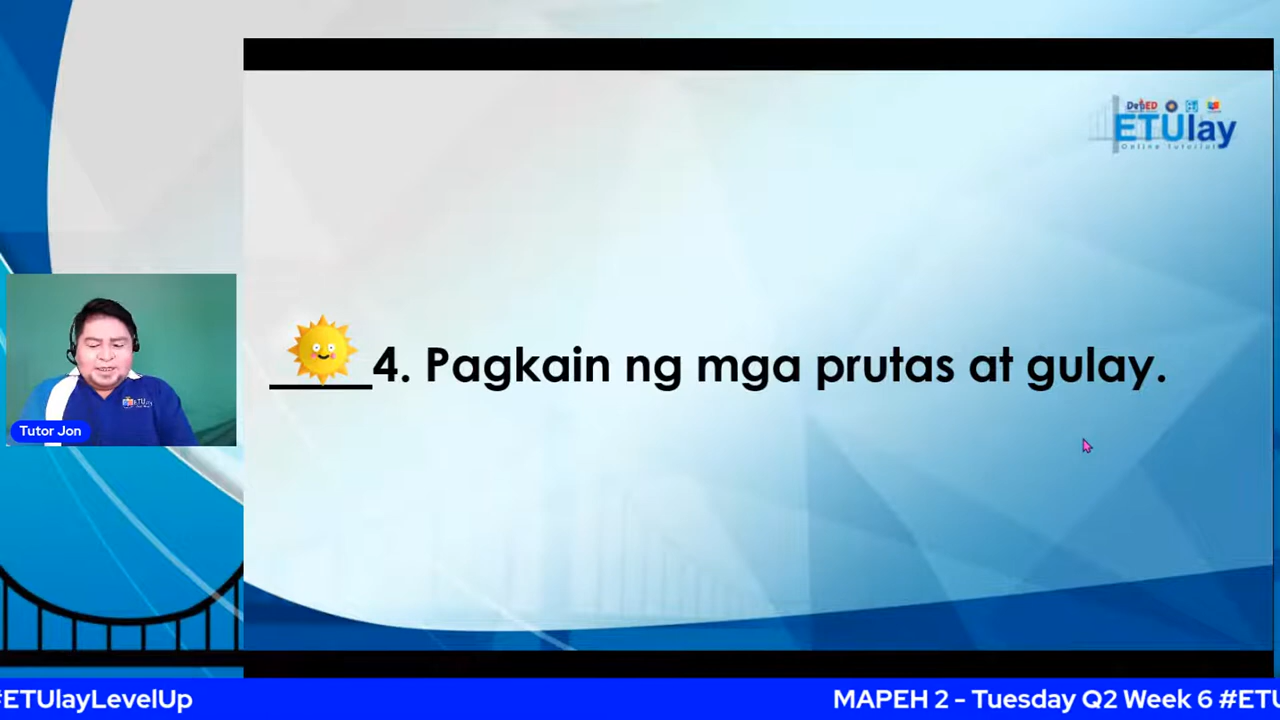 DepED
ETUlay
Online Tutorial
_____4. Pagkain ng mga prutas at gulay.
Tutor Jon
#ETUlayLevelUp
MAPEH 2 - Tuesday Q2 Week 6 #ETU